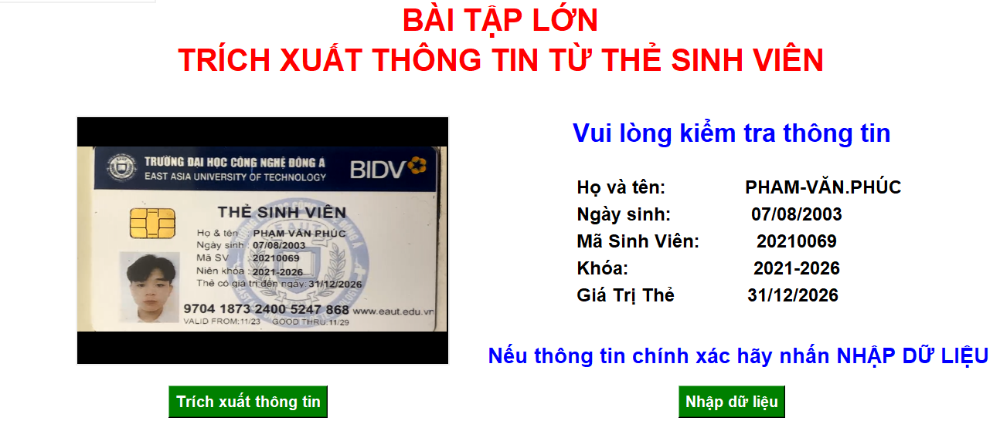 BÀI TẬP LỚN
TRÍCH XUẤT THÔNG TIN TỪ THẺ SINH VIÊN
TRƯỜNG ĐẠI HỌC CÔNG NGHỆ ĐÔNG Á
EAST ASIA UNIVERSITY OF TECHNOLOGY
BIDV
THẺ SINH VIÊN
Họ & tên PHẠM VĂN PHÚC
Ngày sinh : 07/08/2003
Mã SV 20210069
Niên khóa : 2021-2026
Thẻ có giá trị đến ngày: 31/12/2026
9704 1873 2400 5247 868 www.eaut.edu.vn
VALID FROM:11/23 GOOD THRU:11/29
Trích xuất thông tin
Vui lòng kiểm tra thông tin
Họ và tên: PHAM-VĂN.PHÚC
Ngày sinh: 07/08/2003
Mã Sinh Viên: 20210069
Khóa: 2021-2026
Giá Trị Thẻ 31/12/2026
Nếu thông tin chính xác hãy nhấn NHẬP DỮ LIỆU
Nhập dữ liệu